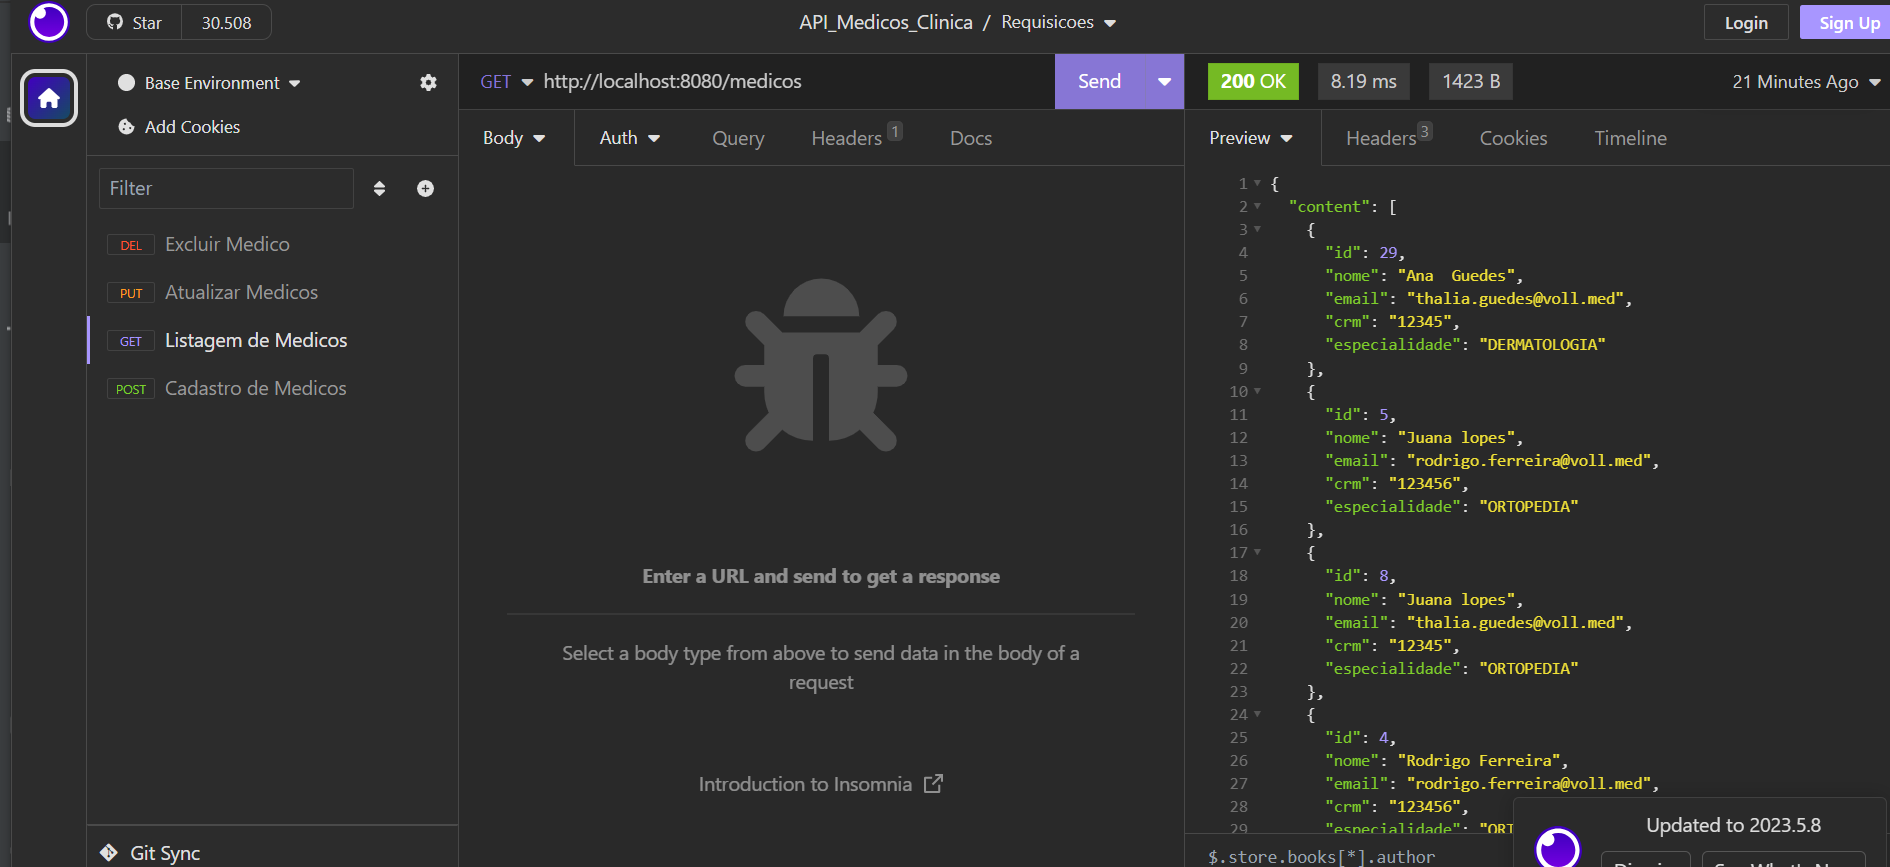 Star 30.508
API_Medicos_Clinica / Requisicoes
Login Sign Up
Base Environment
Add Cookies
Filter
DEL Excluir Medico
PUT Atualizar Medicos
GET Listagem de Medicos
POST Cadastro de Medicos
Git Sync
GET http://localhost:8080/medicos Send
Body Auth Query Headers 1 Docs
Enter a URL and send to get a response
Select a body type from above to send data in the body of a
request
Introduction to Insomnia
200 OK 8.19 ms 1423 B 21 Minutes Ago
Preview Headers 3 Cookies Timeline
1 {
2 "content": [
3 {
4 "id": 29,
5 "nome": "Ana  Guedes",
6 "email": "thalia.guedes@voll.med",
7 "crm": "12345",
8 "especialidade": "DERMATOLOGIA"
9 },
10 {
11 "id": 5,
12 "nome": "Juana lopes",
13 "email": "rodrigo.ferreira@voll.med",
14 "crm": "123456",
15 "especialidade": "ORTOPEDIA"
16 },
17 {
18 "id": 8,
19 "nome": "Juana lopes",
20 "email": "thalia.guedes@voll.med",
21 "crm": "12345",
22 "especialidade": "ORTOPEDIA"
23 },
24 {
25 "id": 4,
26 "nome": "Rodrigo Ferreira",
27 "email": "rodrigo.ferreira@voll.med",
28 "crm": "123456",
29 "especialidade": "ORT
$.store.books[*].author
Updated to 2023.5.8